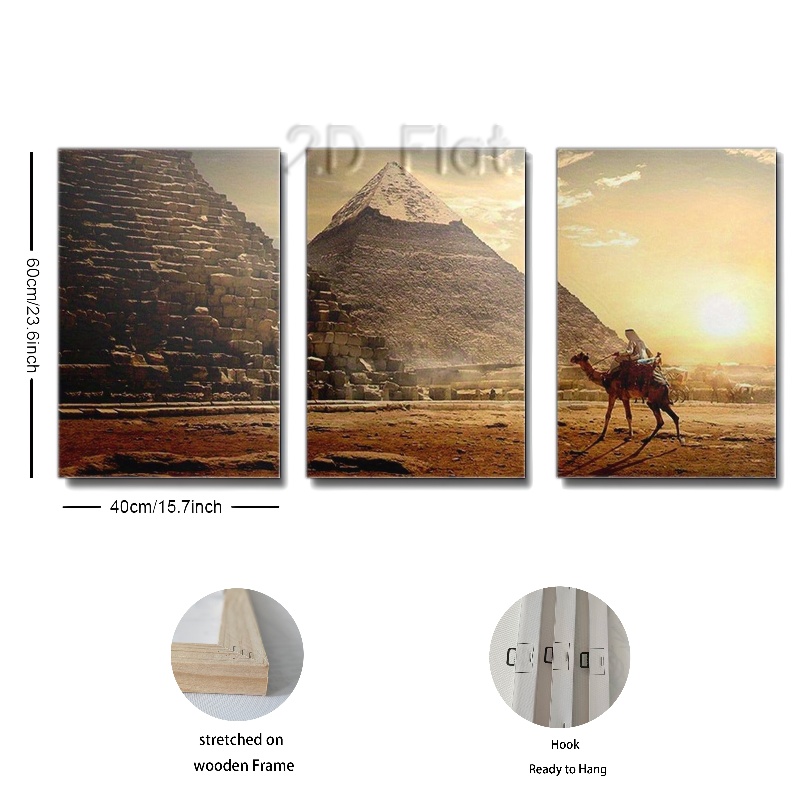 2D Flat
60cm/23.6inch
40cm/15.7inch
stretched on
wooden Frame
Hook
Ready to Hang